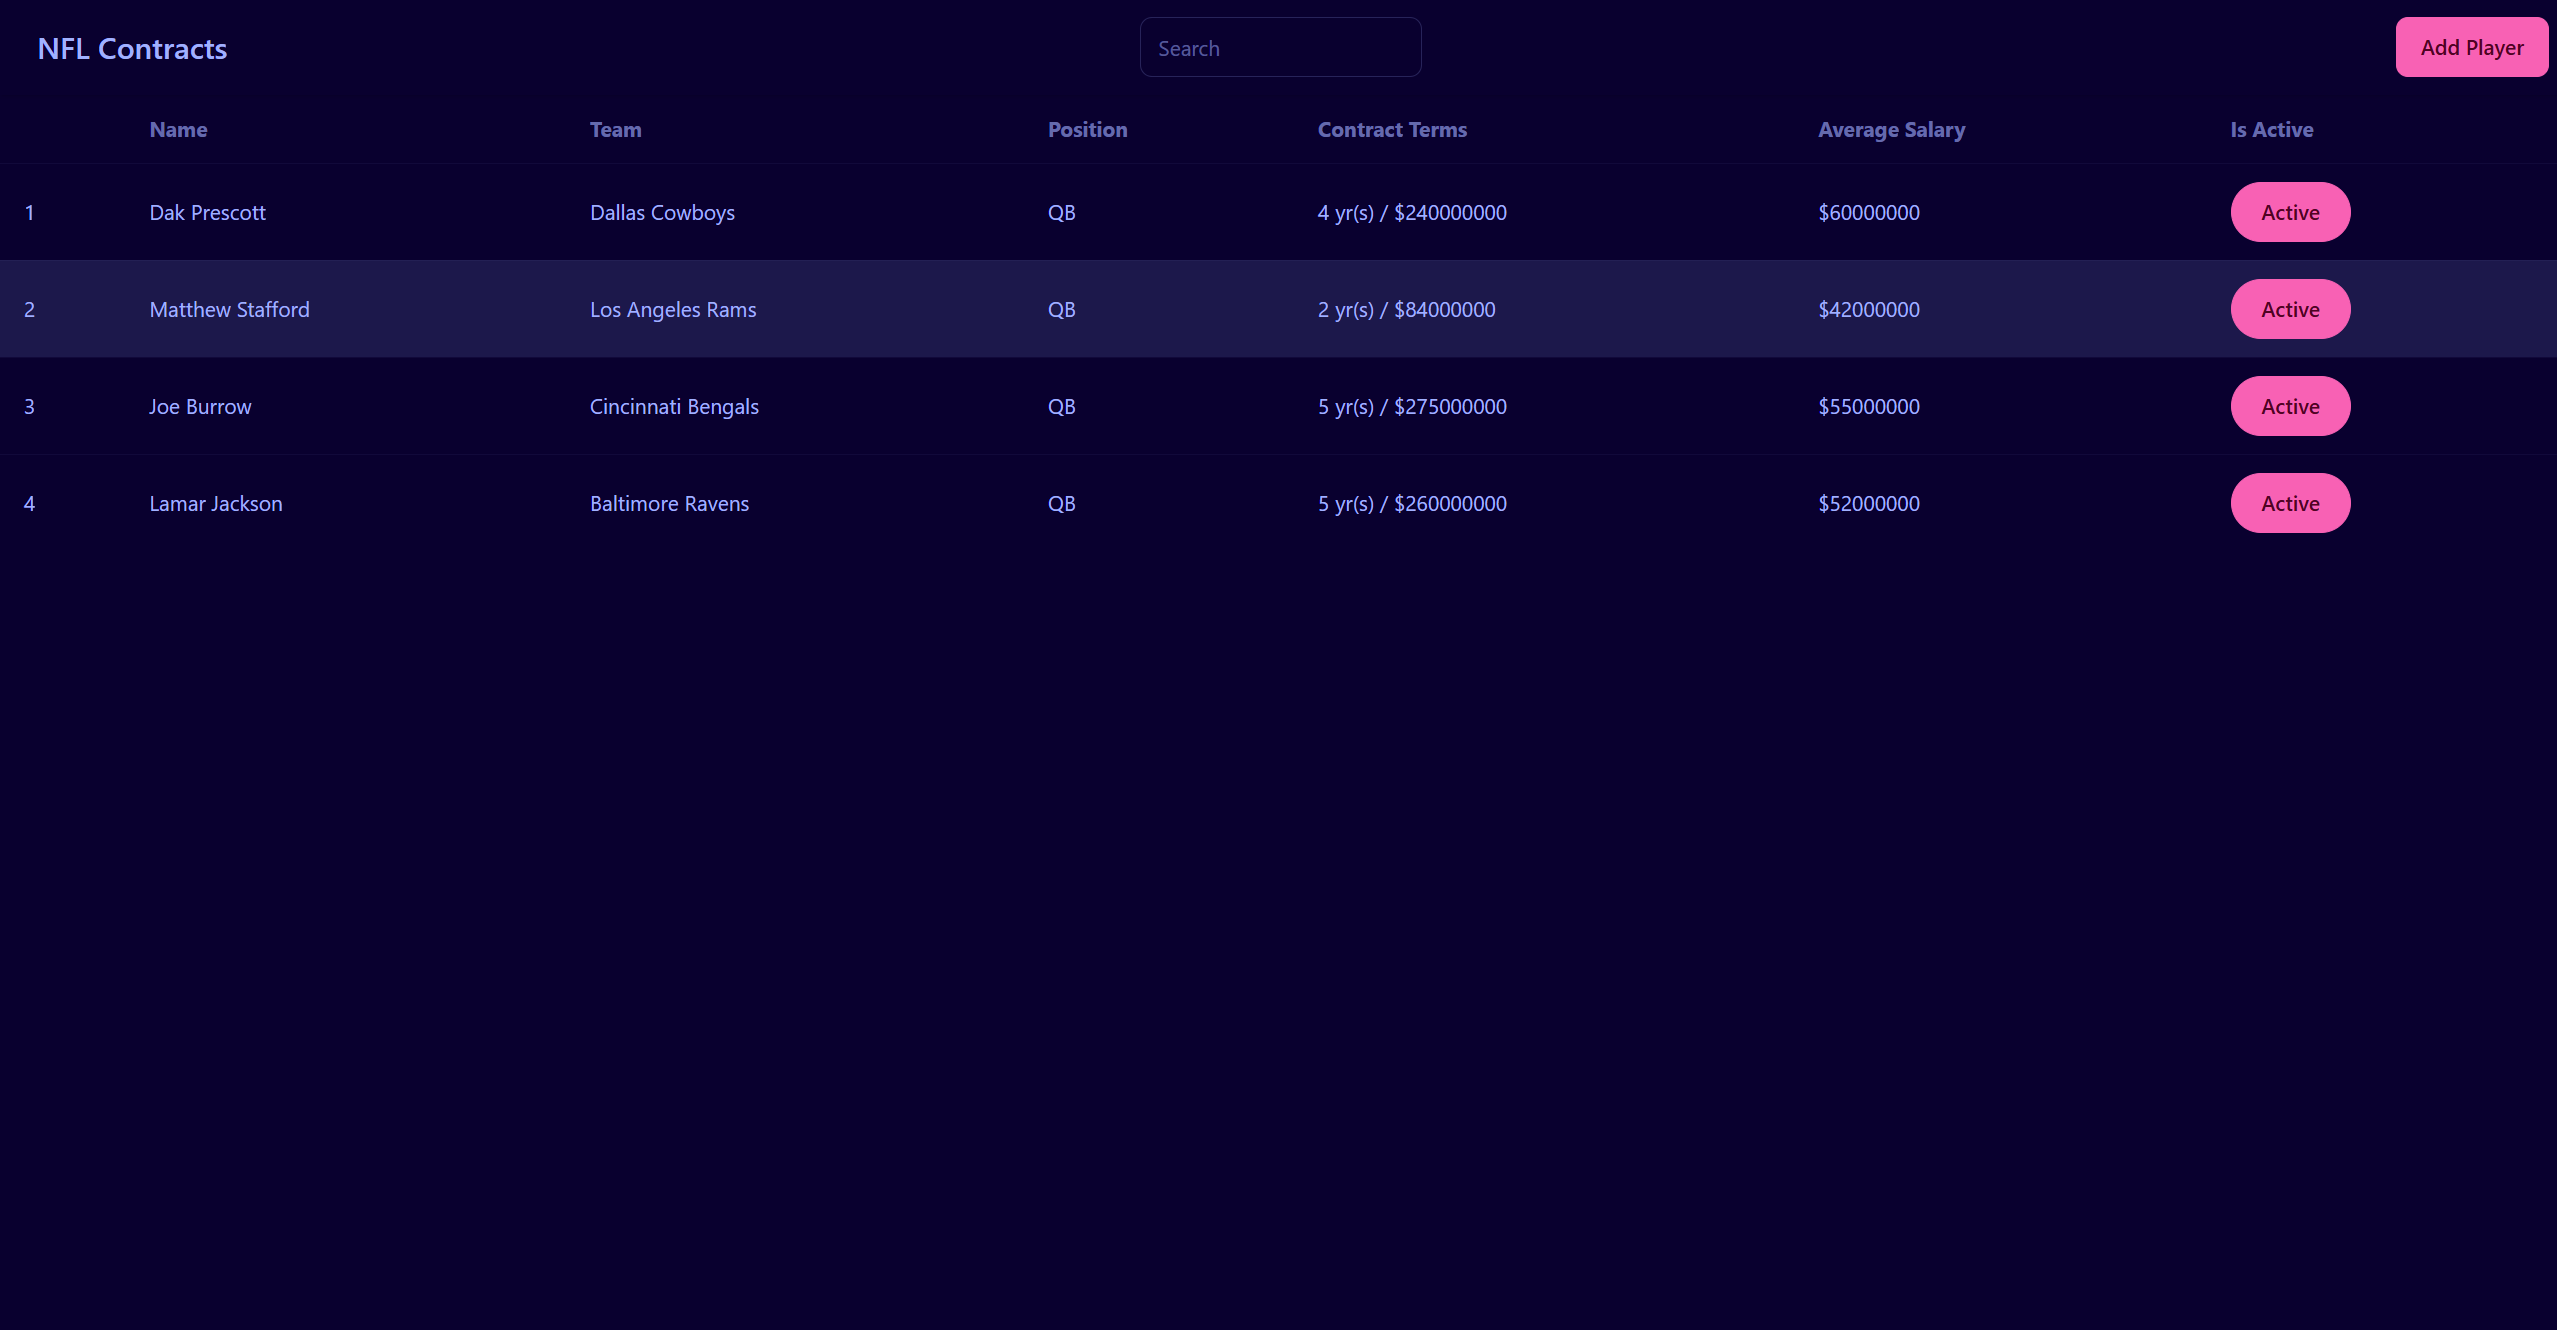 NFL Contracts Search Add Player
Name Team Position Contract Terms Average Salary Is Active
1 Dak Prescott Dallas Cowboys QB 4 yr(s) / $240000000 $60000000 Active
2 Matthew Stafford Los Angeles Rams QB 2 yr(s) / $84000000 $42000000 Active
3 Joe Burrow Cincinnati Bengals QB 5 yr(s) / $275000000 $55000000 Active
4 Lamar Jackson Baltimore Ravens QB 5 yr(s) / $260000000 $52000000 Active